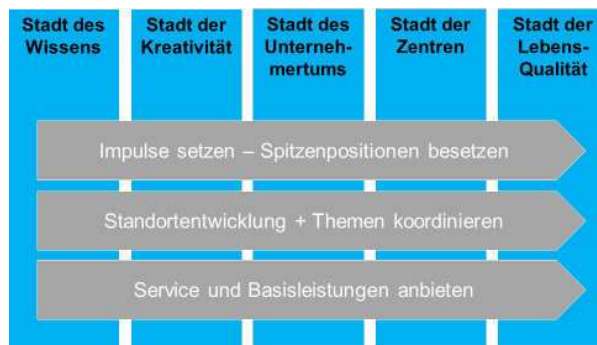 Stadt des
Wissens
Stadt der
Kreativität
Stadt des
Unterneh-
mertums
Stadt der
Zentren
Stadt der
Lebens-
Qualität
Impulse setzen – Spitzenpositionen besetzen
Standortentwicklung + Themen koordinieren
Service und Basisleistungen anbieten